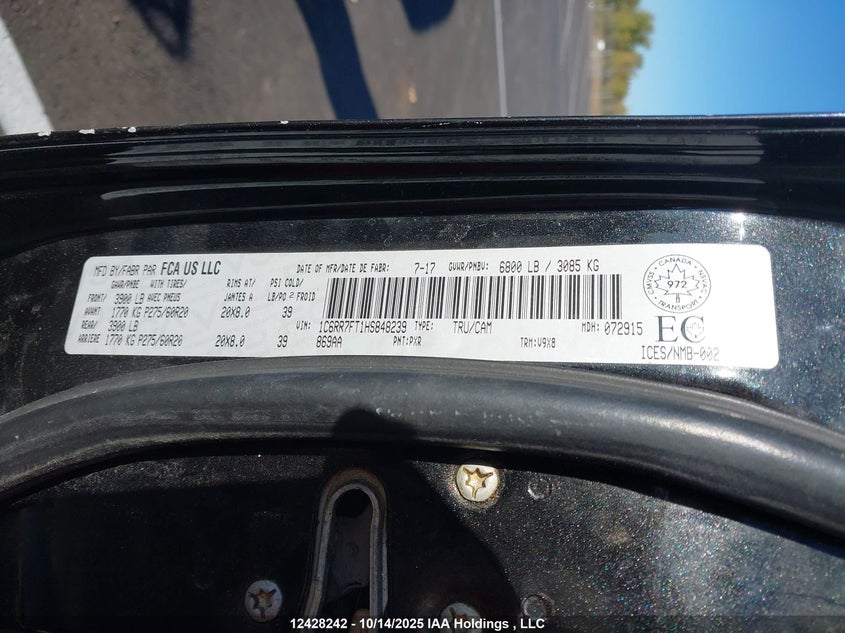 MFD BY/FABR PAR FCA US LLC DATE OF MFR/DATE DE FABR: 7-17 GVWR/PNBV: 6800 LB / 3085 KG
GAWR/PNBE WITH TIRES/ RIMS AT/ PSI COLD/
FRONT/ 3900 LB AVEC PNEUS JANTES A LB/PO2 FROID
AVANT 1770 KG P275/60R20 20X8.0 39
REAR/ 3900 LB
ARRIERE 1770 KG P275/60R20 20X8.0 39
VIN: 1C6RR7FT1HS848239 TYPE: TRU/CAM MDH: 072915
869AA PNT:PXR TRM:V9X8
CMVSS CANADA NSVAC
972
TRANSPORT
EC
ICES/NMB-002
12428242 - 10/14/2025 IAA Holdings , LLC